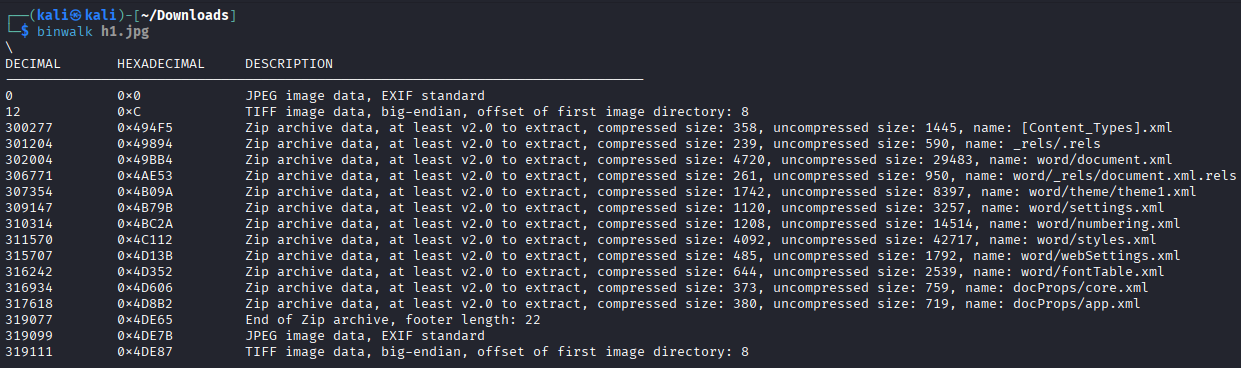 ┌──(kali㉿kali)-[~/Downloads]
└─$ binwalk h1.jpg
\
DECIMAL       HEXADECIMAL     DESCRIPTION
--------------------------------------------------------------------------------
0             0×0             JPEG image data, EXIF standard
12            0×C             TIFF image data, big-endian, offset of first image directory: 8
300277        0×494F5         Zip archive data, at least v2.0 to extract, compressed size: 358, uncompressed size: 1445, name: [Content_Types].xml
301204        0×49894         Zip archive data, at least v2.0 to extract, compressed size: 239, uncompressed size: 590, name: _rels/.rels
302004        0×49BB4         Zip archive data, at least v2.0 to extract, compressed size: 4720, uncompressed size: 29483, name: word/document.xml
306771        0×4AE53         Zip archive data, at least v2.0 to extract, compressed size: 261, uncompressed size: 950, name: word/_rels/document.xml.rels
307354        0×4B09A         Zip archive data, at least v2.0 to extract, compressed size: 1742, uncompressed size: 8397, name: word/theme/theme1.xml
309147        0×4B79B         Zip archive data, at least v2.0 to extract, compressed size: 1120, uncompressed size: 3257, name: word/settings.xml
310314        0×4BC2A         Zip archive data, at least v2.0 to extract, compressed size: 1208, uncompressed size: 14514, name: word/numbering.xml
311570        0×4C112         Zip archive data, at least v2.0 to extract, compressed size: 4092, uncompressed size: 42717, name: word/styles.xml
315707        0×4D13B         Zip archive data, at least v2.0 to extract, compressed size: 485, uncompressed size: 1792, name: word/webSettings.xml
316242        0×4D352         Zip archive data, at least v2.0 to extract, compressed size: 644, uncompressed size: 2539, name: word/fontTable.xml
316934        0×4D606         Zip archive data, at least v2.0 to extract, compressed size: 373, uncompressed size: 759, name: docProps/core.xml
317618        0×4D8B2         Zip archive data, at least v2.0 to extract, compressed size: 380, uncompressed size: 719, name: docProps/app.xml
319077        0×4DE65         End of Zip archive, footer length: 22
319099        0×4DE7B         JPEG image data, EXIF standard
319111        0×4DE87         TIFF image data, big-endian, offset of first image directory: 8